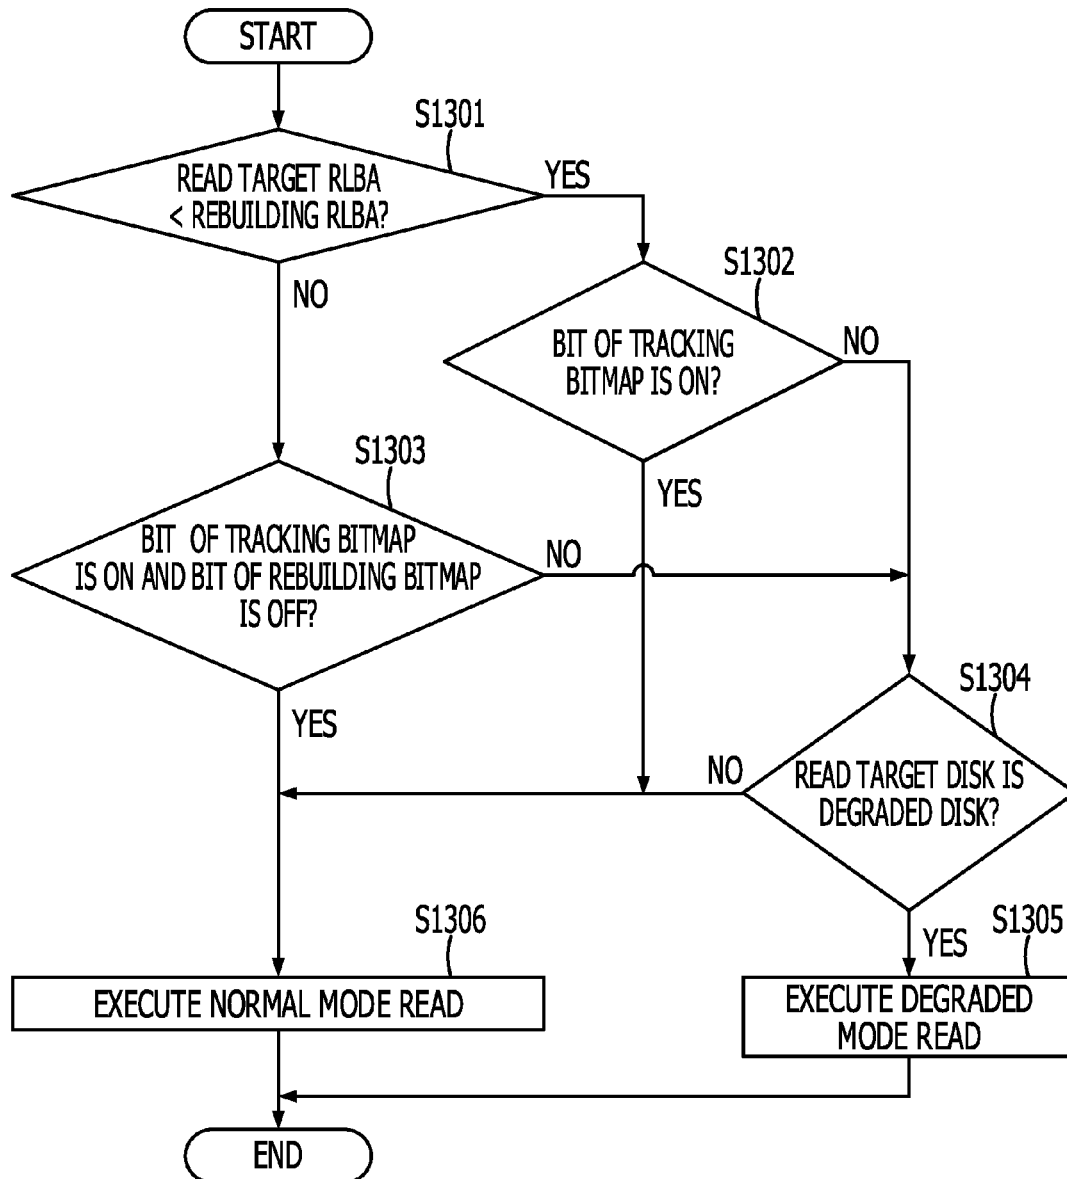 START
S1301
READ TARGET RLBA
< REBUILDING RLBA?
YES
NO
S1302
BIT OF TRACKING
BITMAP IS ON?
NO
YES
S1303
BIT OF TRACKING BITMAP
IS ON AND BIT OF REBUILDING BITMAP
IS OFF?
NO
YES
S1304
READ TARGET DISK IS
DEGRADED DISK?
NO
YES
S1305
EXECUTE DEGRADED
MODE READ
S1306
EXECUTE NORMAL MODE READ
END